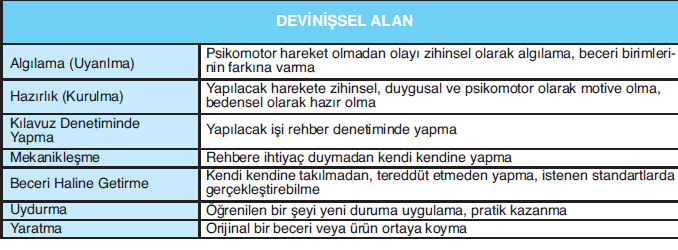 DEVİNİŞSEL ALAN
Algılama (Uyarılma)
Psikomotor hareket olmadan olayı zihinsel olarak algılama, beceri birimleri-
nin farkına varma
Hazırlık (Kurulma)
Yapılacak harekete zihinsel, duygusal ve psikomotor olarak motive olma,
bedensel olarak hazır olma
Kılavuz Denetiminde
Yapma
Yapılacak işi rehber denetiminde yapma
Mekanikleşme
Rehbere ihtiyaç duymadan kendi kendine yapma
Beceri Haline Getirme
Kendi kendine takılmadan, tereddüt etmeden yapma, istenen standartlarda
gerçekleştirebilme
Uydurma
Öğrenilen bir şeyi yeni duruma uygulama, pratik kazanma
Yaratma
Orijinal bir beceri veya ürün ortaya koyma